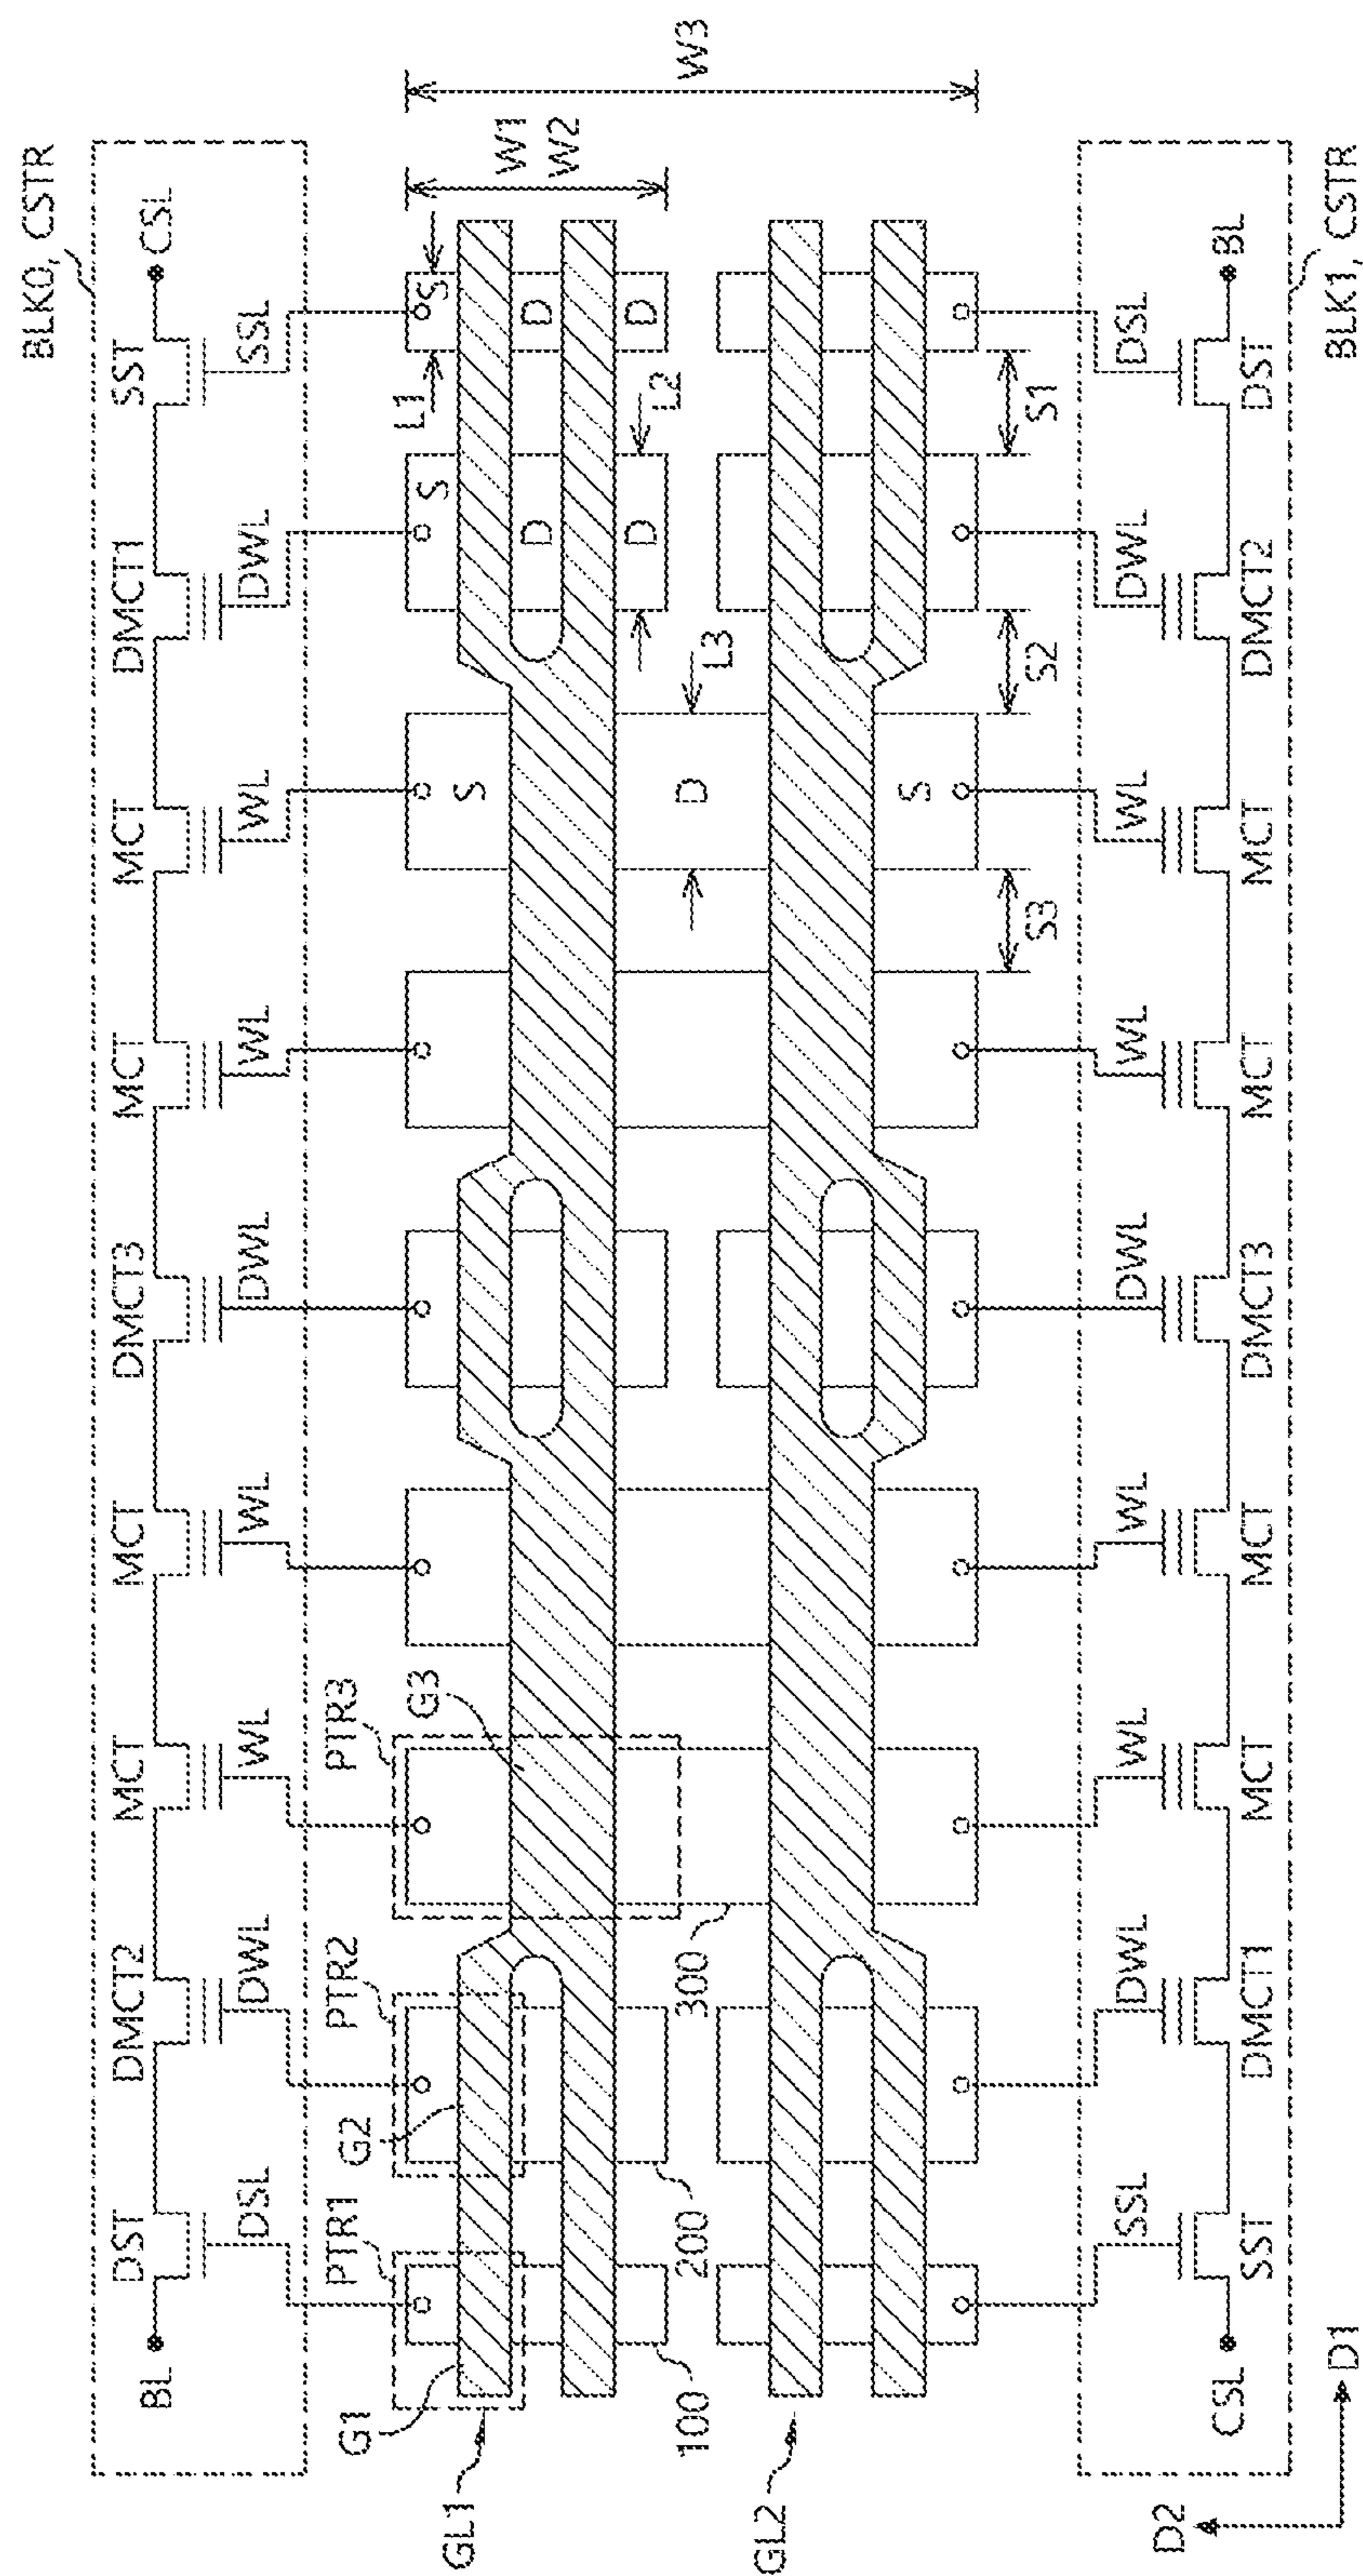 BLK0, CSTR
BL
DST
DMCT2
MCT
MCT
DMCT3
MCT
MCT
DMCT1
SST
CSL
DSL
DWL
WL
WL
DWL
WL
WL
DWL
SSL
PTR1
PTR2
PTR3
G1
G2
G3
L1
S
S
S
W1
W2
W3
GL1
D
D
D
D
L2
L3
100
200
300
D
GL2
S
S3
S2
S1
SSL
DWL
WL
WL
DWL
WL
WL
DWL
DSL
CSL
SST
DMCT1
MCT
MCT
DMCT3
MCT
MCT
DMCT2
DST
BL
BLK1, CSTR
D2
D1